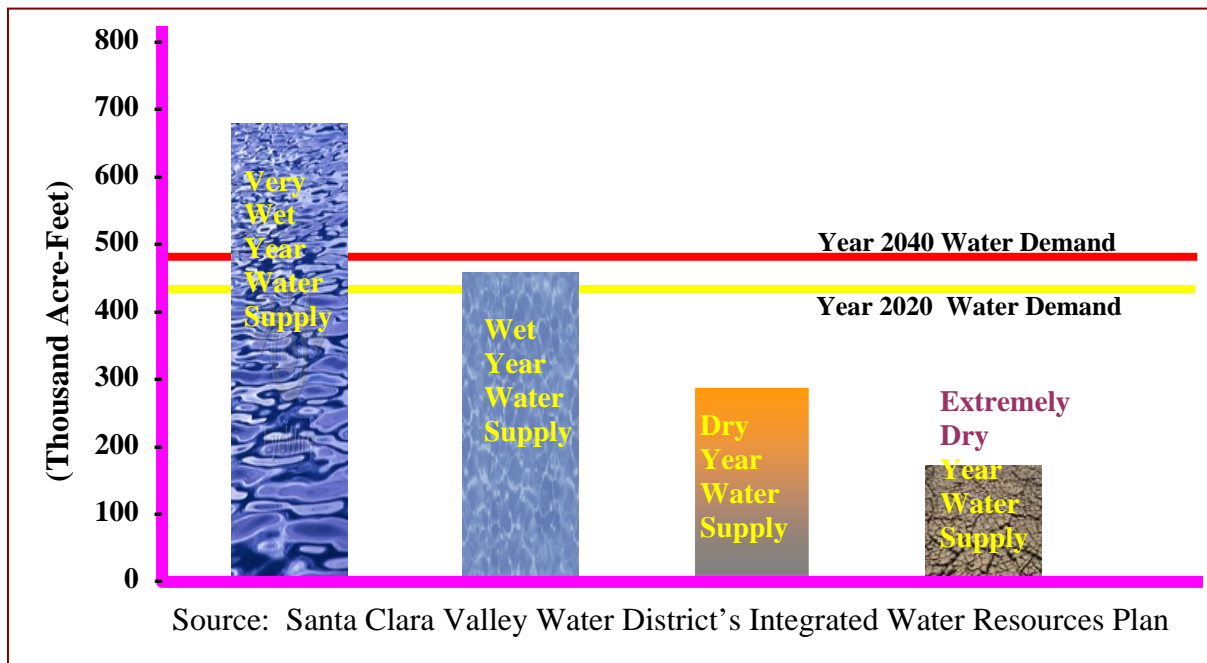 800
700
600
500
400
300
200
100
0
(Thousand Acre-Feet)
Very
Wet
Year
Water
Supply
Wet
Year
Water
Supply
Dry
Year
Water
Supply
Extremely
Dry
Year
Water
Supply
Year 2040 Water Demand
Year 2020 Water Demand
Source: Santa Clara Valley Water District's Integrated Water Resources Plan